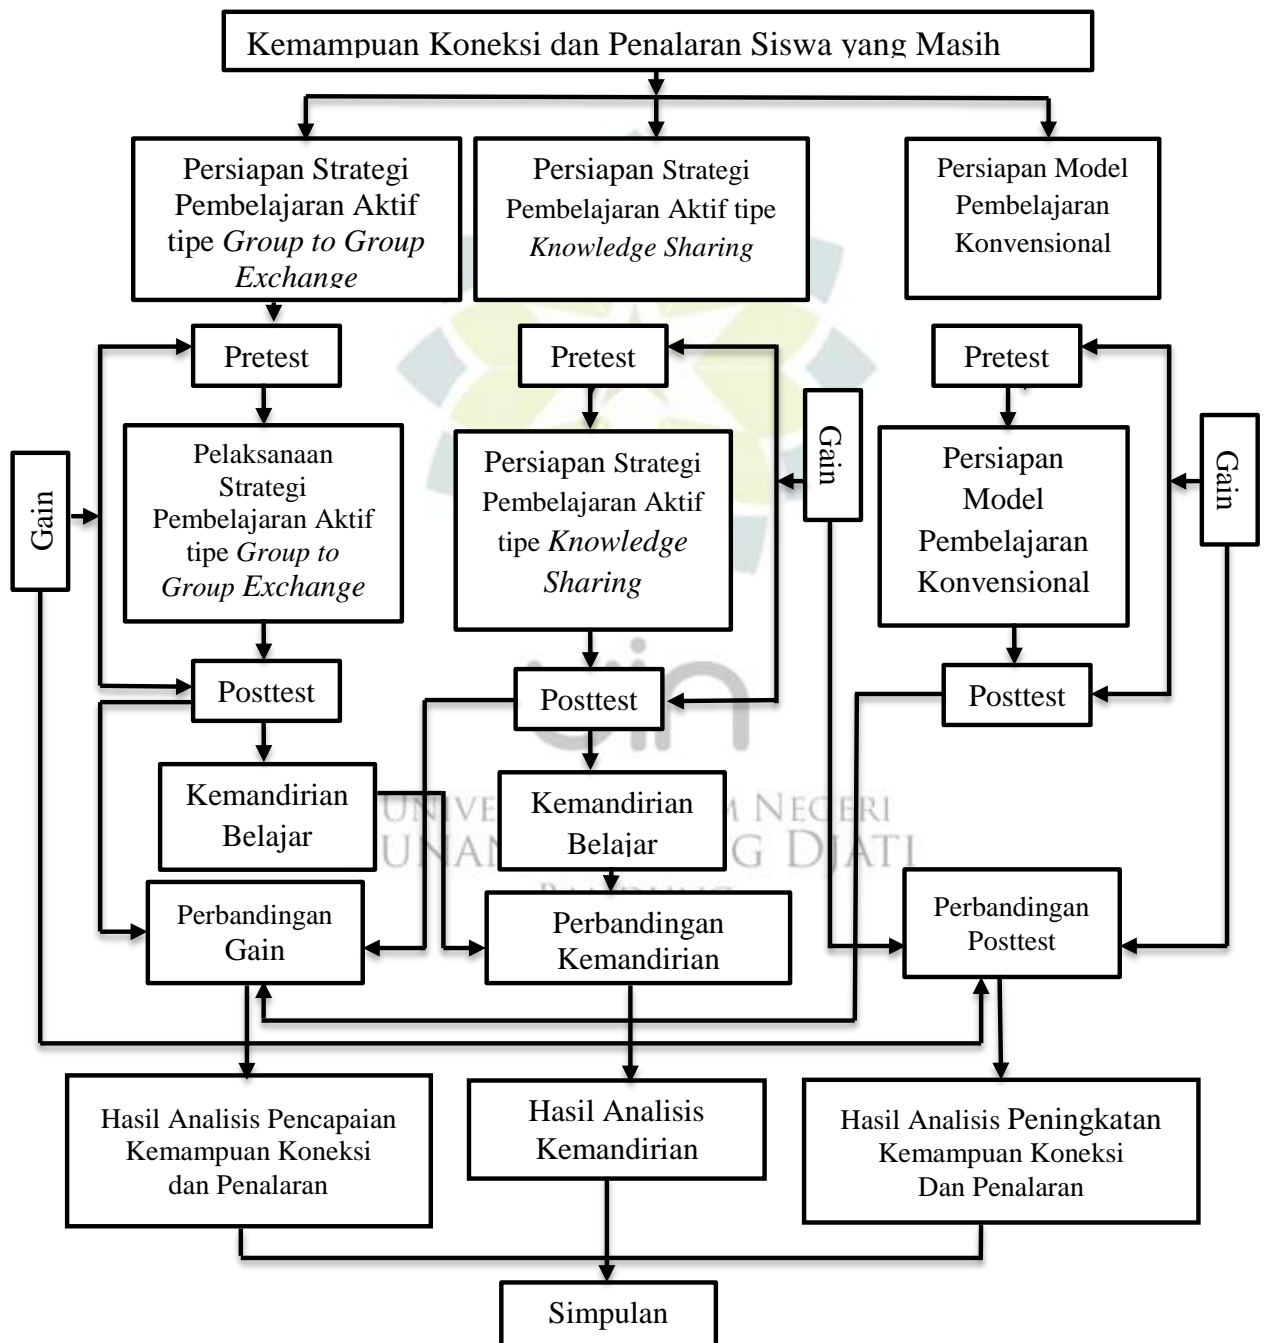 Kemampuan Koneksi dan Penalaran Siswa yang Masih
Persiapan Strategi
Pembelajaran Aktif
tipe Group to Group
Exchange
Persiapan Strategi
Pembelajaran Aktif tipe
Knowledge Sharing
Persiapan Model
Pembelajaran
Konvensional
Pretest
Pretest
Pretest
Gain
Pelaksanaan
Strategi
Pembelajaran Aktif
tipe Group to
Group Exchange
Persiapan Strategi
Pembelajaran Aktif
tipe Knowledge
Sharing
Gain
Persiapan
Model
Pembelajaran
Konvensional
Gain
Posttest
Posttest
Posttest
Kemandirian
Belajar
Kemandirian
Belajar
NEGERI
DJATI
Perbandingan
Gain
Perbandingan
Kemandirian
Perbandingan
Posttest
Hasil Analisis Pencapaian
Kemampuan Koneksi
dan Penalaran
Hasil Analisis
Kemandirian
Hasil Analisis Peningkatan
Kemampuan Koneksi
Dan Penalaran
Simpulan